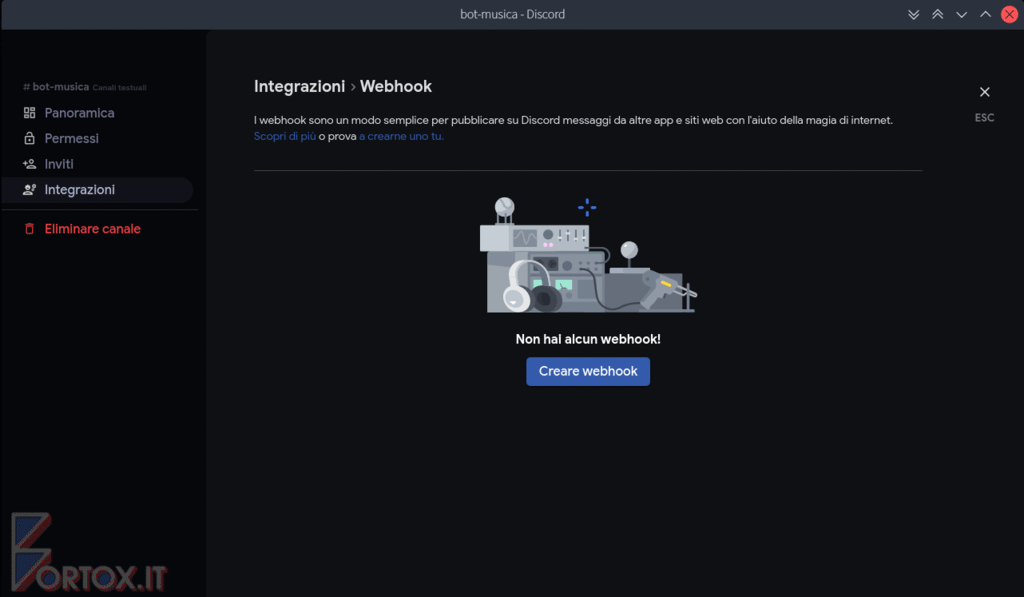 bot-musica - Discord
# bot-musica Canali testuali
Panoramica
Permessi
Inviti
Integrazioni
Eliminare canale
Integrazioni > Webhook
I webhook sono un modo semplice per pubblicare su Discord messaggi da altre app e siti web con l'aiuto della magia di internet.
Scopri di più o prova a crearne uno tu.
ESC
Non hai alcun webhook!
Creare webhook
FORTOX.IT